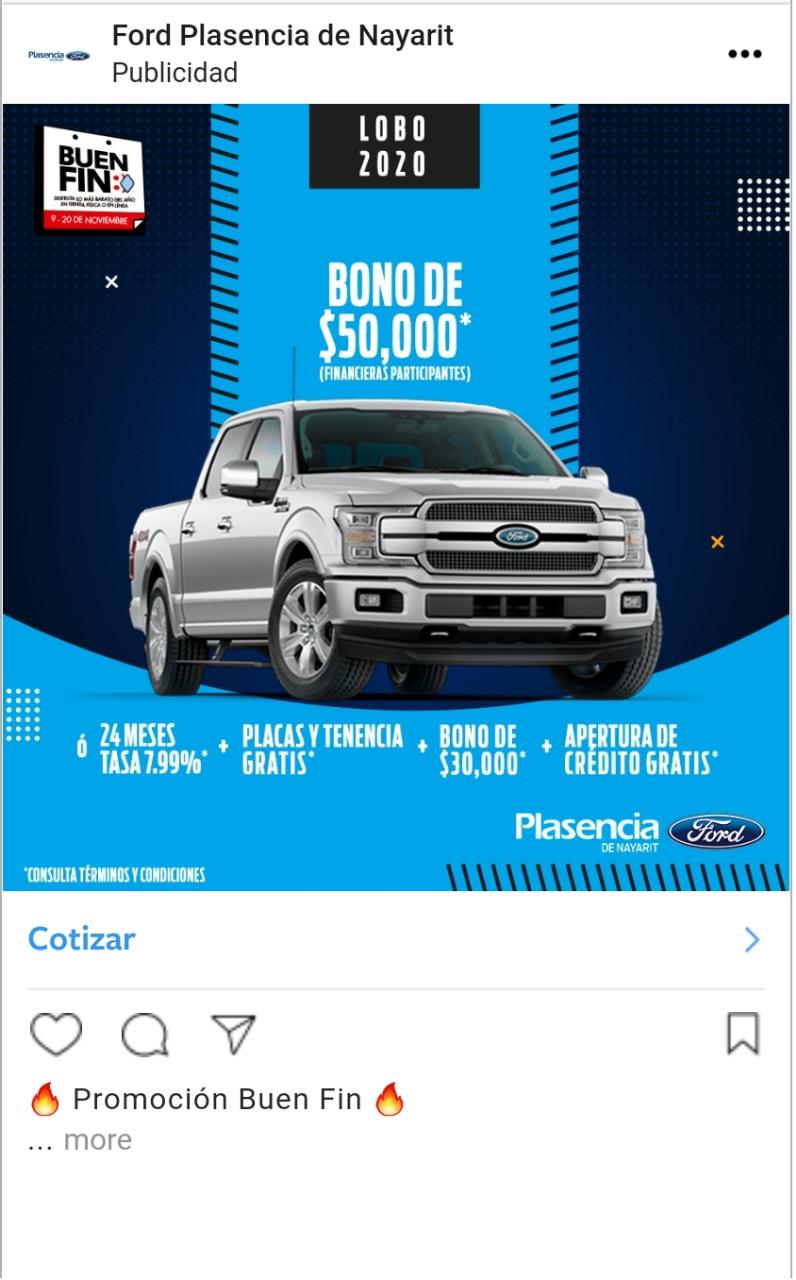 Plasencia Ford
Ford Plasencia de Nayarit
Publicidad
BUEN
FIN:
DISFRUTA LO MÁS BARATO DEL AÑO
EN TIENDA FÍSICA O EN LÍNEA
9 - 20 DE NOVIEMBRE
LOBO
2020
BONO DE
$50,000*
(FINANCIERAS PARTICIPANTES)
Ford
ó 24 MESES
TASA 7.99%*
+ PLACAS Y TENENCIA
GRATIS*
+ BONO DE
$30,000*
+ APERTURA DE
CRÉDITO GRATIS*
Plasencia Ford
DE NAYARIT
*CONSULTA TÉRMINOS Y CONDICIONES
Cotizar
🔥 Promoción Buen Fin 🔥
... more